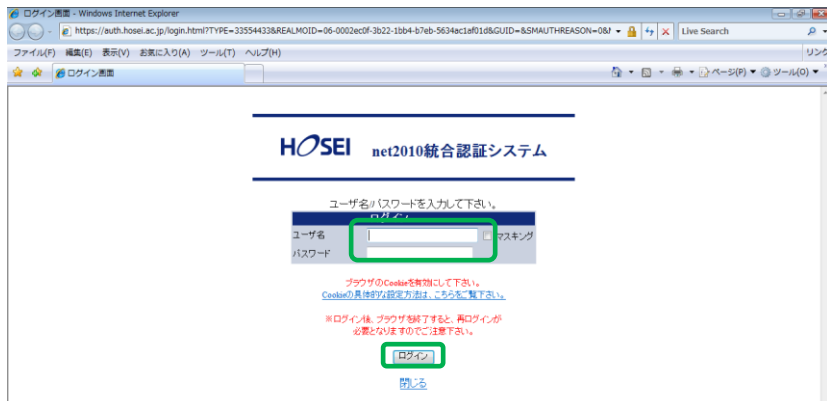 ログイン画面 - Windows Internet Explorer
https://auth.hosei.ac.jp/login.html?TYPE=33554433&REALMOID=06-0002ec0f-3b22-1bb4-b7eb-5634ac1af01d&GUID=&SMAUTHREASON=0&
Live Search
ファイル(F) 編集(E) 表示(V) お気に入り(A) ツール(T) ヘルプ(H)
リンク
ログイン画面
ページ(P) ツール(O)
HOSEI net2010統合認証システム
ユーザ名/パスワードを入力して下さい。
ログイン
ユーザ名 マスキング
パスワード
ブラウザのCookieを有効にして下さい。
Cookieの具体的な設定方法は、こちらをご覧下さい。
※ログイン後、ブラウザを終了すると、再ログインが
必要となりますのでご注意下さい。
ログイン
閉じる